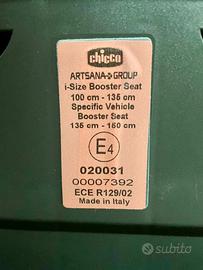 chicco
ARTSANA GROUP
i-Size Booster Seat
100 cm - 135 cm
Specific Vehicle
Booster Seat
135 cm - 150 cm
E4
020031
00007392
ECE R129/02
Made in Italy
subito